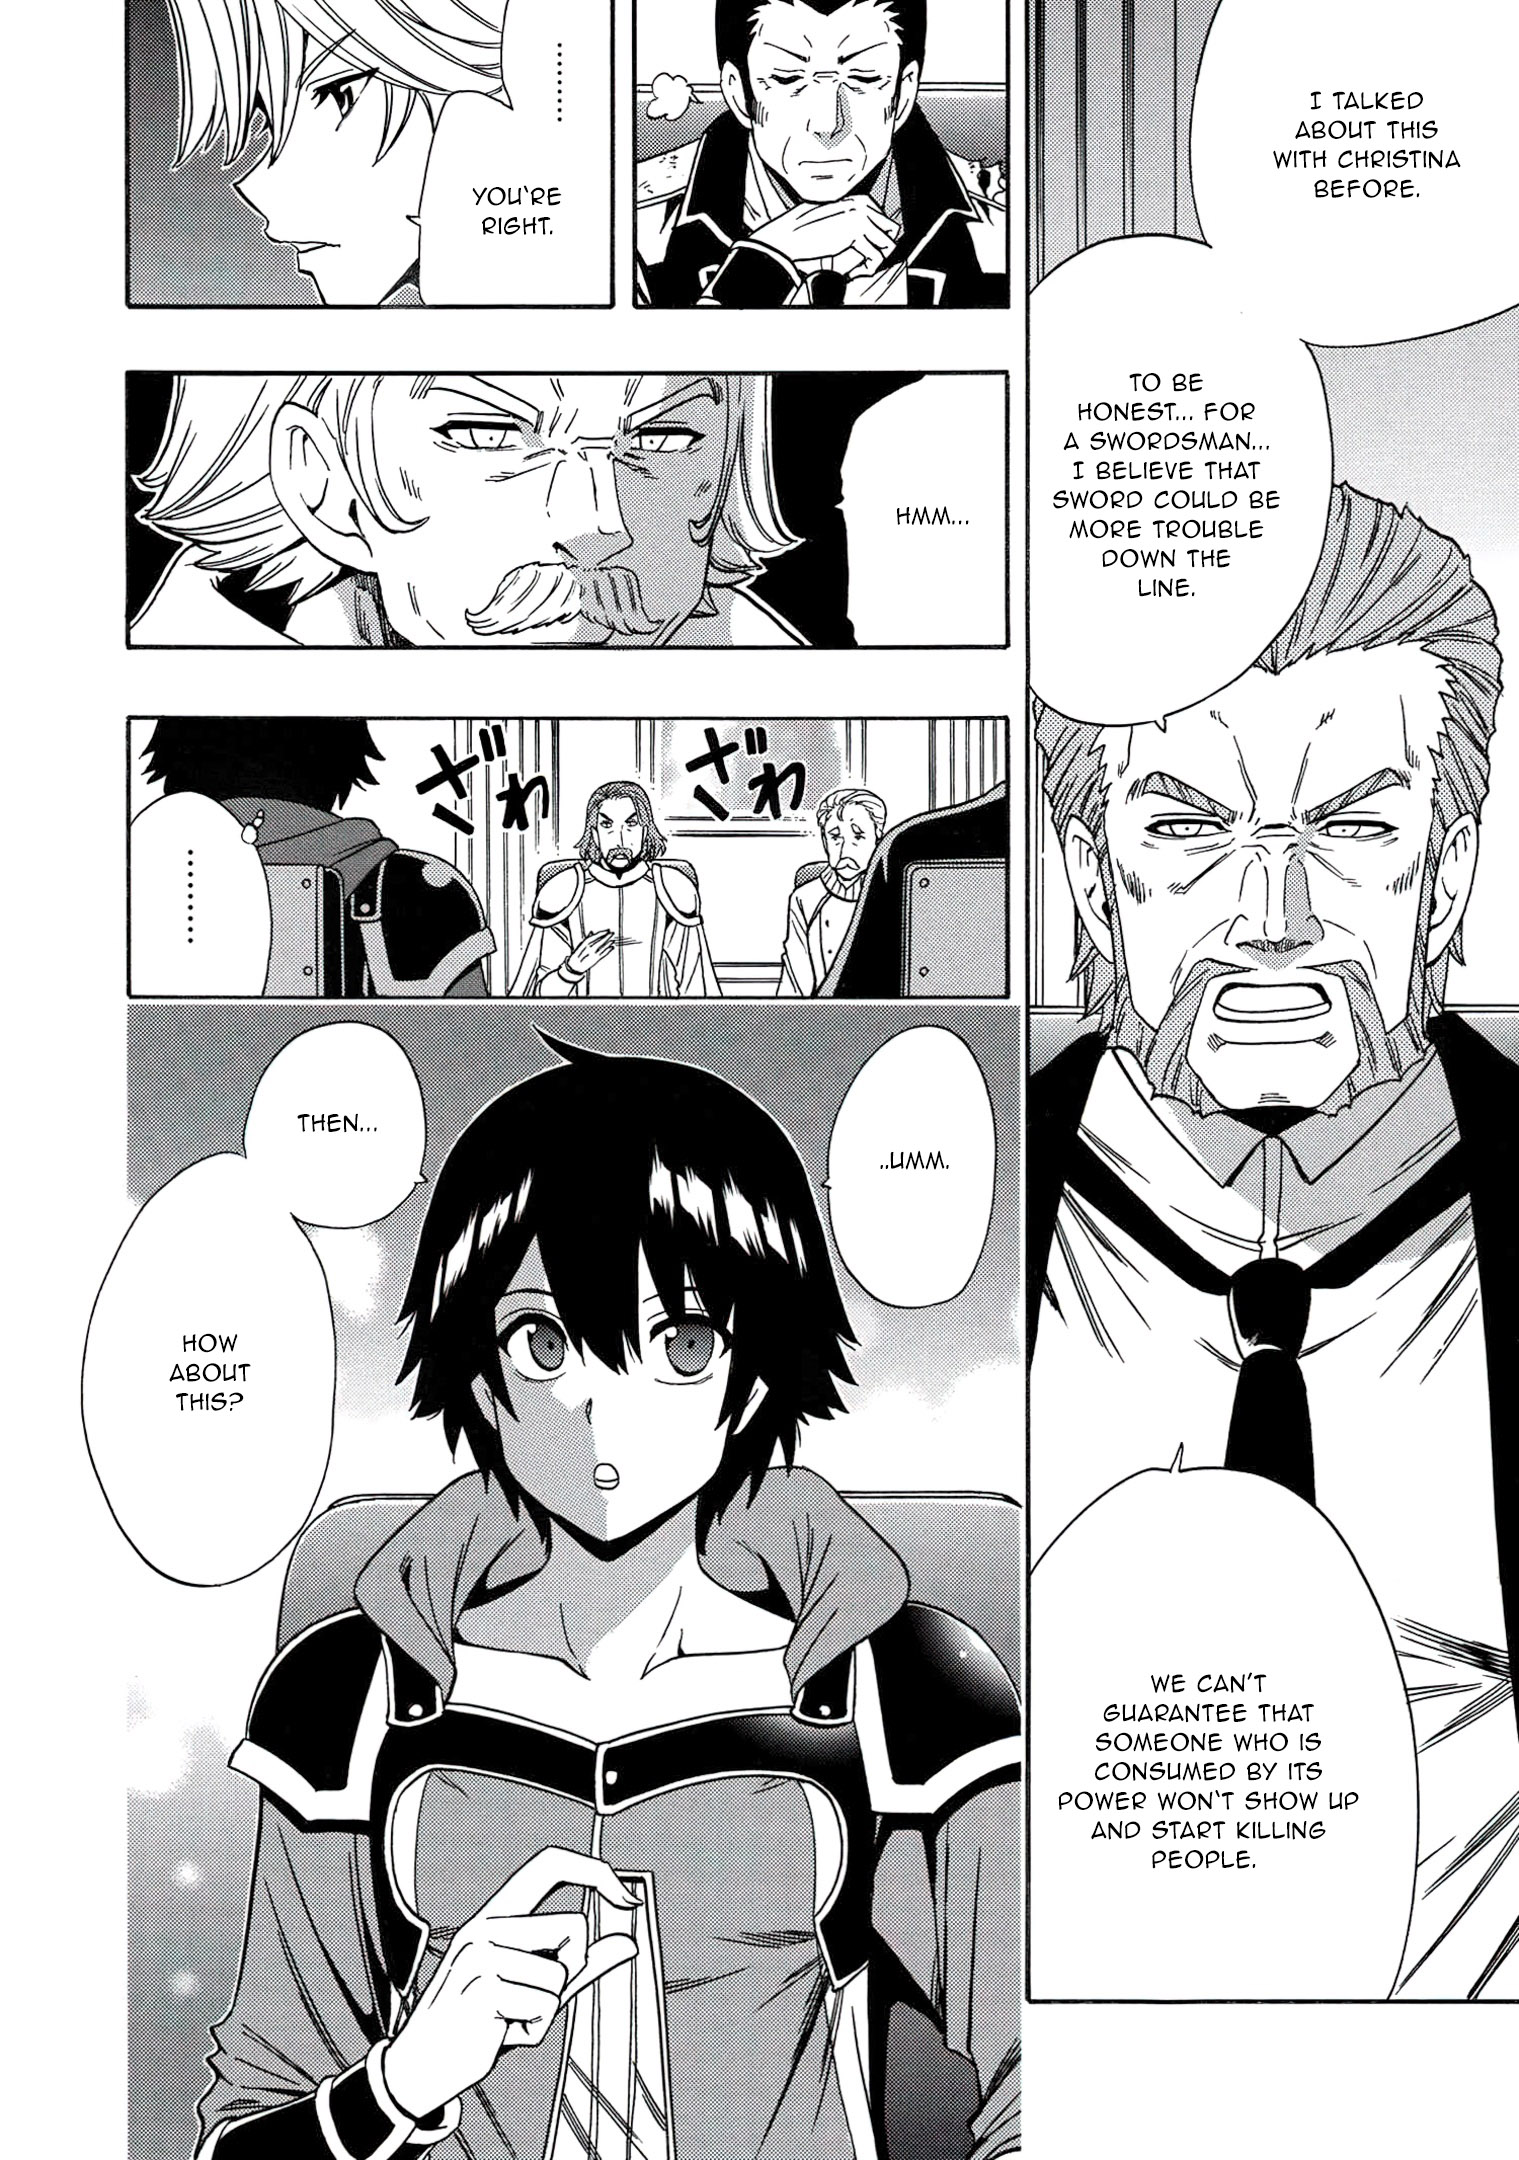 I TALKED
ABOUT THIS
WITH CHRISTINA
BEFORE.
TO BE
HONEST... FOR
A SWORDSMAN...
I BELIEVE THAT
SWORD COULD BE
MORE TROUBLE
DOWN THE
LINE.
WE CAN'T
GUARANTEE THAT
SOMEONE WHO IS
CONSUMED BY ITS
POWER WON'T SHOW UP
AND START KILLING
PEOPLE.
.........
YOU'RE
RIGHT.
HMM...
ざわ
ざわ
.........
..UMM.
THEN...
HOW
ABOUT
THIS?